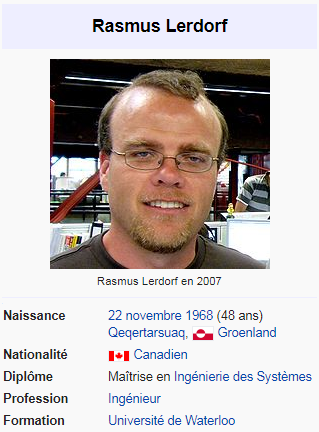 Rasmus Lerdorf
Rasmus Lerdorf en 2007
Naissance 22 novembre 1968 (48 ans)
Qeqertarsuaq, Groenland
Nationalité Canadien
Diplôme Maîtrise en Ingénierie des Systèmes
Profession Ingénieur
Formation Université de Waterloo